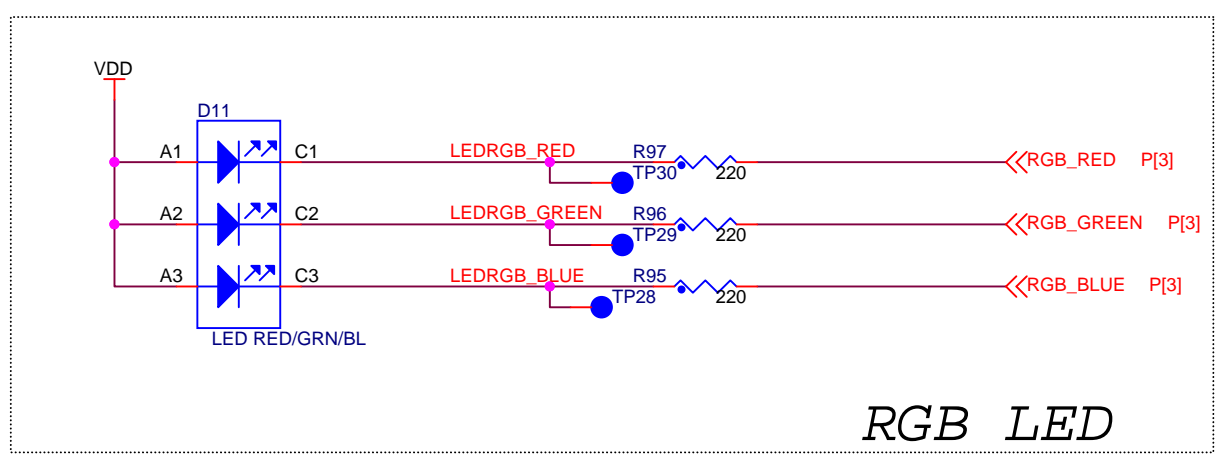 VDD
D11
A1 C1 LEDRGB_RED R97 220 RGB_RED P[3]
TP30
A2 C2 LEDRGB_GREEN R96 220 RGB_GREEN P[3]
TP29
A3 C3 LEDRGB_BLUE R95 220 RGB_BLUE P[3]
TP28
LED RED/GRN/BL
RGB LED